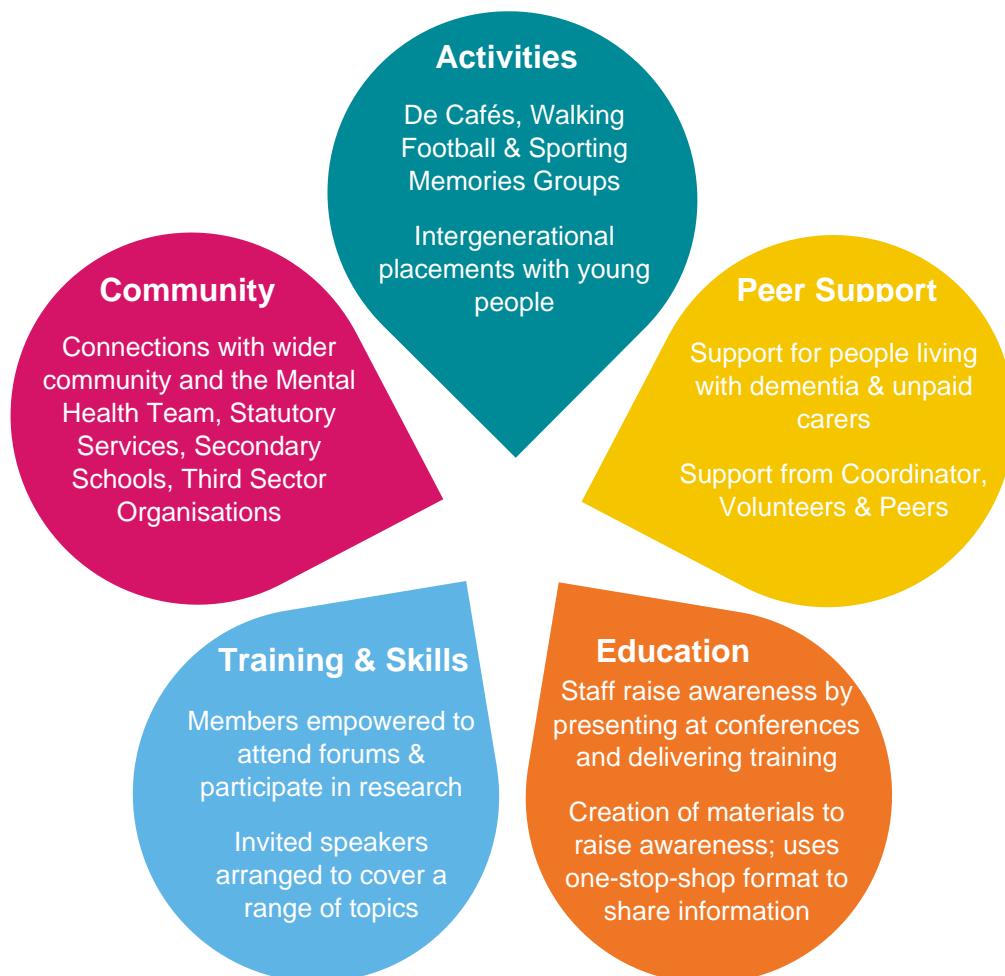 Activities
De Cafés, Walking
Football & Sporting
Memories Groups
Intergenerational
placements with young
people
Community
Connections with wider
community and the Mental
Health Team, Statutory
Services, Secondary
Schools, Third Sector
Organisations
Peer Support
Support for people living
with dementia & unpaid
carers
Support from Coordinator,
Volunteers & Peers
Training & Skills
Members empowered to
attend forums &
participate in research
Invited speakers
arranged to cover a
range of topics
Education
Staff raise awareness by
presenting at conferences
and delivering training
Creation of materials to
raise awareness; uses
one-stop-shop format to
share information